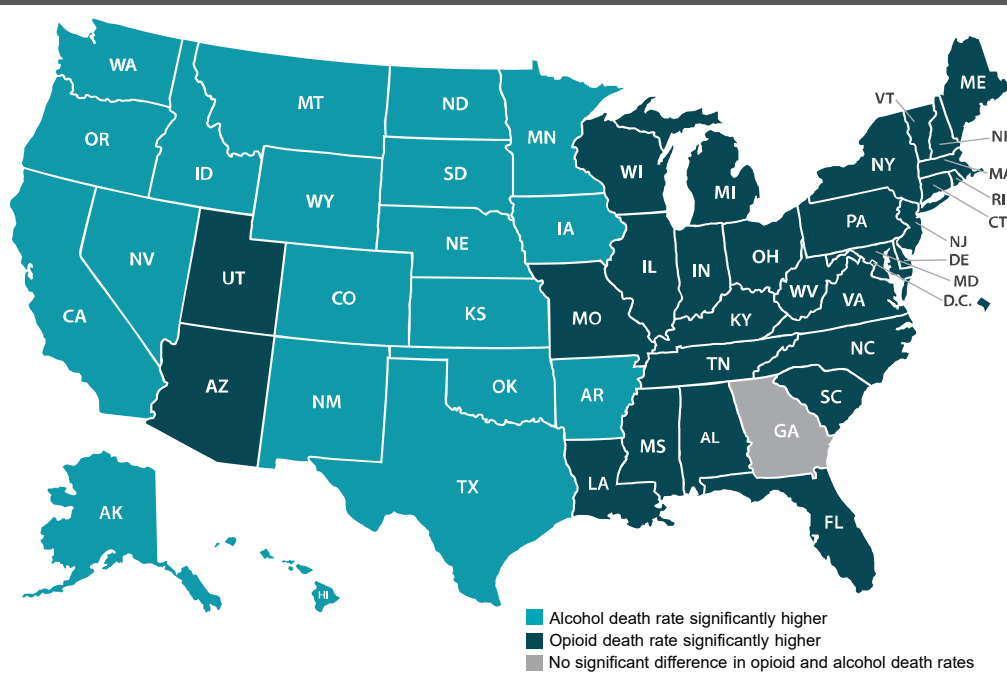 WA
MT
ND
MN
OR
ID
SD
WY
WI
MI
NY
VT
ME
MA
RI
CT
NV
UT
CO
NE
IA
PA
NJ
DE
MD
D.C.
IL
IN
OH
WV
VA
CA
KS
MO
KY
NC
AZ
NM
OK
AR
TN
SC
TX
LA
MS
AL
GA
FL
AK
HI
Alcohol death rate significantly higher
Opioid death rate significantly higher
No significant difference in opioid and alcohol death rates